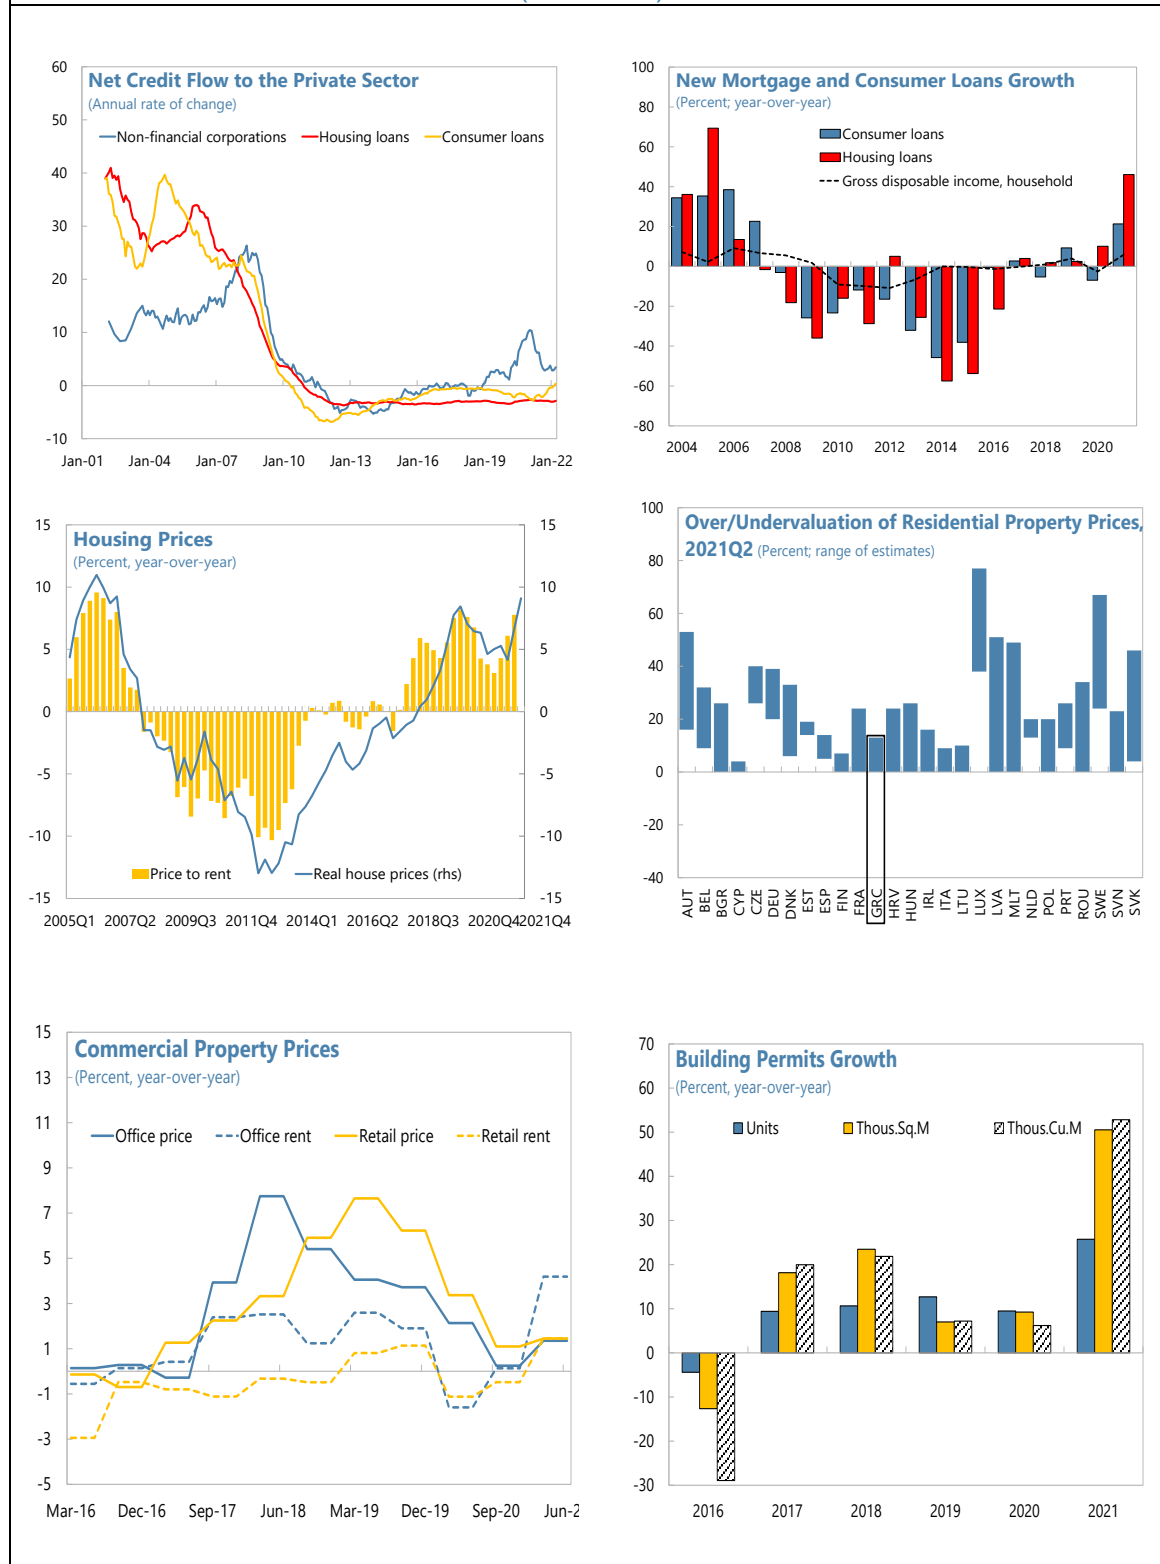 Net Credit Flow to the Private Sector
(Annual rate of change)
Non-financial corporations Housing loans Consumer loans
60
50
40
30
20
10
0
-10
Jan-01 Jan-04 Jan-07 Jan-10 Jan-13 Jan-16 Jan-19 Jan-22
New Mortgage and Consumer Loans Growth
(Percent; year-over-year)
Consumer loans
Housing loans
Gross disposable income, household
100
80
60
40
20
0
-20
-40
-60
-80
2004 2006 2008 2010 2012 2014 2016 2018 2020
Housing Prices
(Percent, year-over-year)
15 15
10 10
5 5
0 0
-5 -5
-10 -10
-15 -15
Price to rent Real house prices (rhs)
2005Q1 2007Q2 2009Q3 2011Q4 2014Q1 2016Q2 2018Q3 2020Q4 2021Q4
Over/Undervaluation of Residential Property Prices,
2021Q2 (Percent; range of estimates)
100
80
60
40
20
0
-20
-40
AUT BEL BGR CYP CZE DEU DNK EST ESP FIN FRA GRC HRV HUN IRL ITA LTU LUX LVA MLT NLD POL PRT ROU SWE SVN SVK
Commercial Property Prices
(Percent, year-over-year)
Office price Office rent Retail price Retail rent
15
13
11
9
7
5
3
1
-1
-3
-5
Mar-16 Dec-16 Sep-17 Jun-18 Mar-19 Dec-19 Sep-20 Jun-2
Building Permits Growth
(Percent, year-over-year)
Units Thous.Sq.M Thous.Cu.M
70
60
50
40
30
20
10
0
-10
-20
-30
2016 2017 2018 2019 2020 2021